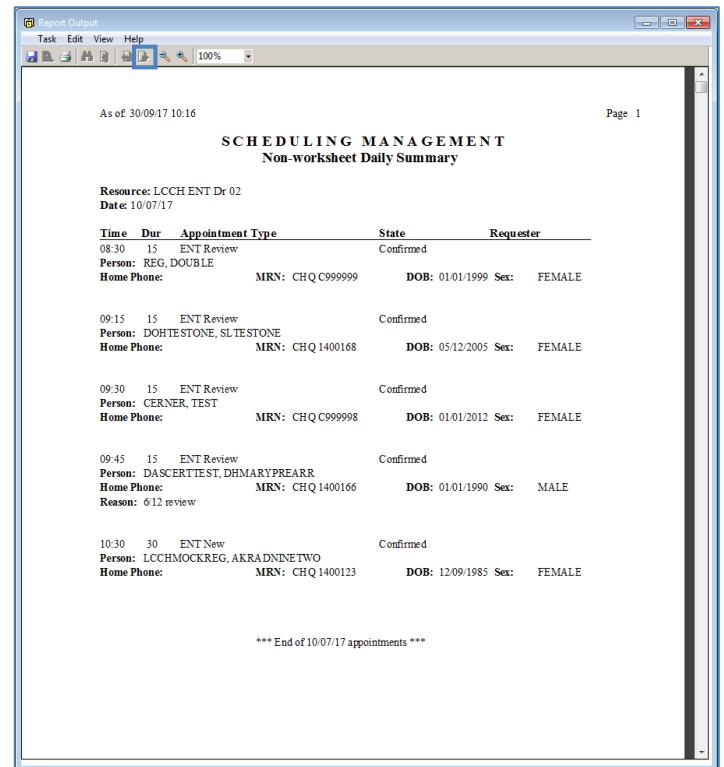 Report Output
Task Edit View Help
100%
As of: 30/09/17 10:16 Page 1
SCHEDULING MANAGEMENT
Non-worksheet Daily Summary
Resource: LCCH ENT Dr 02
Date: 10/07/17
Time Dur Appointment Type State Requester
08:30 15 ENT Review Confirmed
Person: REG, DOUBLE
Home Phone: MRN: CHQ C999999 DOB: 01/01/1999 Sex: FEMALE
09:15 15 ENT Review Confirmed
Person: DOHTESTONE, SLTESTONE
Home Phone: MRN: CHQ 1400168 DOB: 05/12/2005 Sex: FEMALE
09:30 15 ENT Review Confirmed
Person: CERNER, TEST
Home Phone: MRN: CHQ C999998 DOB: 01/01/2012 Sex: FEMALE
09:45 15 ENT Review Confirmed
Person: DASCERTTEST, DHMARYPREARR
Home Phone: MRN: CHQ 1400166 DOB: 01/01/1990 Sex: MALE
Reason: 6/12 review
10:30 30 ENT New Confirmed
Person: LCCHMOCKREG, AKRADNINETWO
Home Phone: MRN: CHQ 1400123 DOB: 12/09/1985 Sex: FEMALE
*** End of 10/07/17 appointments ***